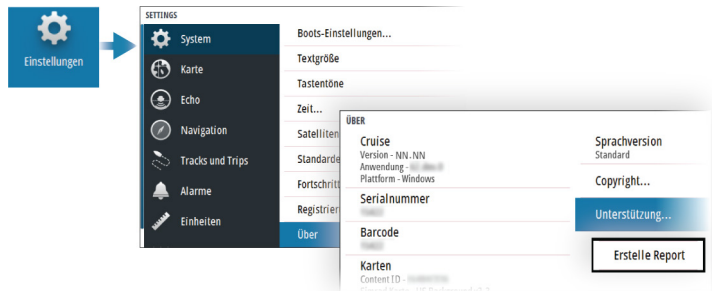 SETTINGS
Einstellungen
System
Karte
Echo
Navigation
Tracks und Trips
Alarme
Einheiten
Boots-Einstellungen...
Textgröße
Tastentöne
Zeit...
Satelliten
Standarde
Fortschritt
Registrier
Über
ÜBER
Cruise
Version - NN.NN
Anwendung -
Plattform - Windows
Serialnummer
Barcode
Karten
Content ID -
Sprachversion
Standard
Copyright...
Unterstützung...
Erstelle Report